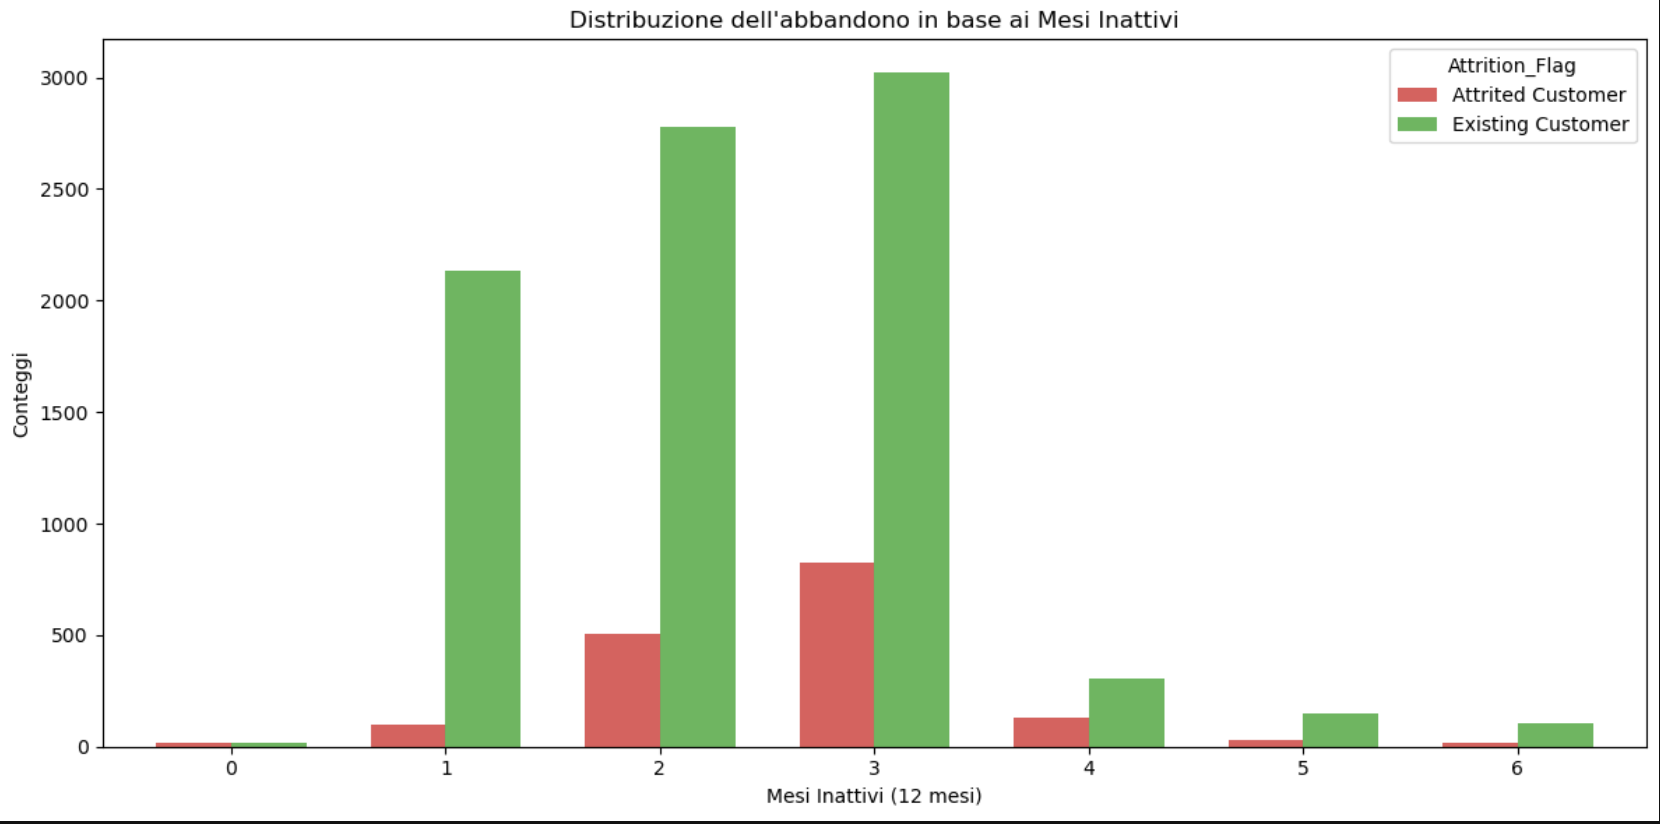 Distribuzione dell'abbandono in base ai Mesi Inattivi
Attrition_Flag
Attrited Customer
Existing Customer
Conteggi
3000
2500
2000
1500
1000
500
0
0 1 2 3 4 5 6
Mesi Inattivi (12 mesi)